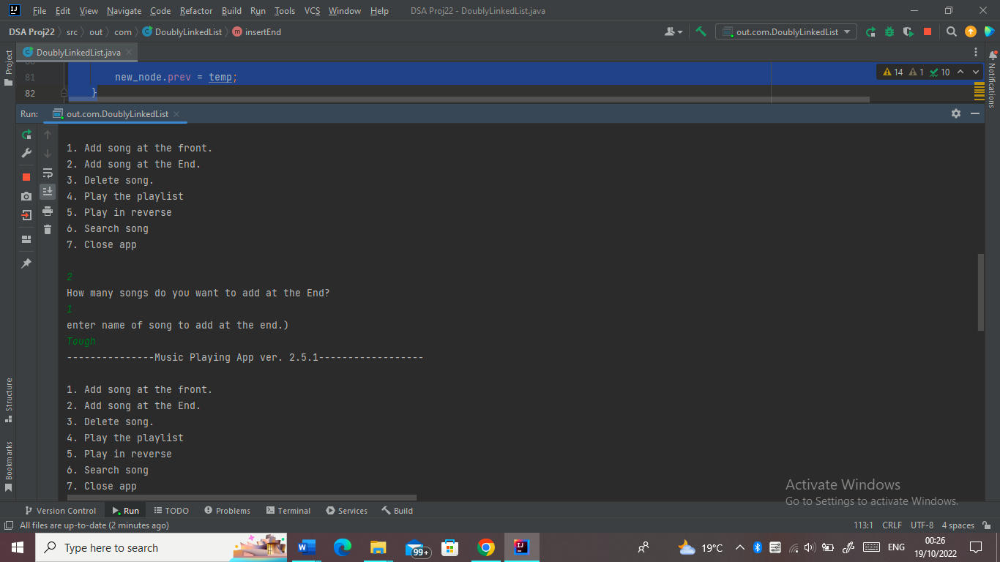 File Edit View Navigate Code Refactor Build Run Tools VCS Window Help DSA Proj22 - DoublyLinkedList.java
DSA Proj22 src out com DoublyLinkedList insertEnd out.com.DoublyLinkedList
Project
DoublyLinkedList.java
Notifications
81 new_node.prev = temp; 14 1 10
82 }
Run: out.com.DoublyLinkedList
1. Add song at the front.
2. Add song at the End.
3. Delete song.
4. Play the playlist
5. Play in reverse
6. Search song
7. Close app
2
How many songs do you want to add at the End?
1
enter name of song to add at the end.)
Tough
---------------Music Playing App ver. 2.5.1------------------
1. Add song at the front.
2. Add song at the End.
3. Delete song.
4. Play the playlist
5. Play in reverse
6. Search song
7. Close app
Structure
Bookmarks
Activate Windows
Go to Settings to activate Windows.
Version Control Run TODO Problems Terminal Services Build
All files are up-to-date (2 minutes ago) 113:1 CRLF UTF-8 4 spaces
Type here to search 99+ 19°C ENG 00:26
19/10/2022